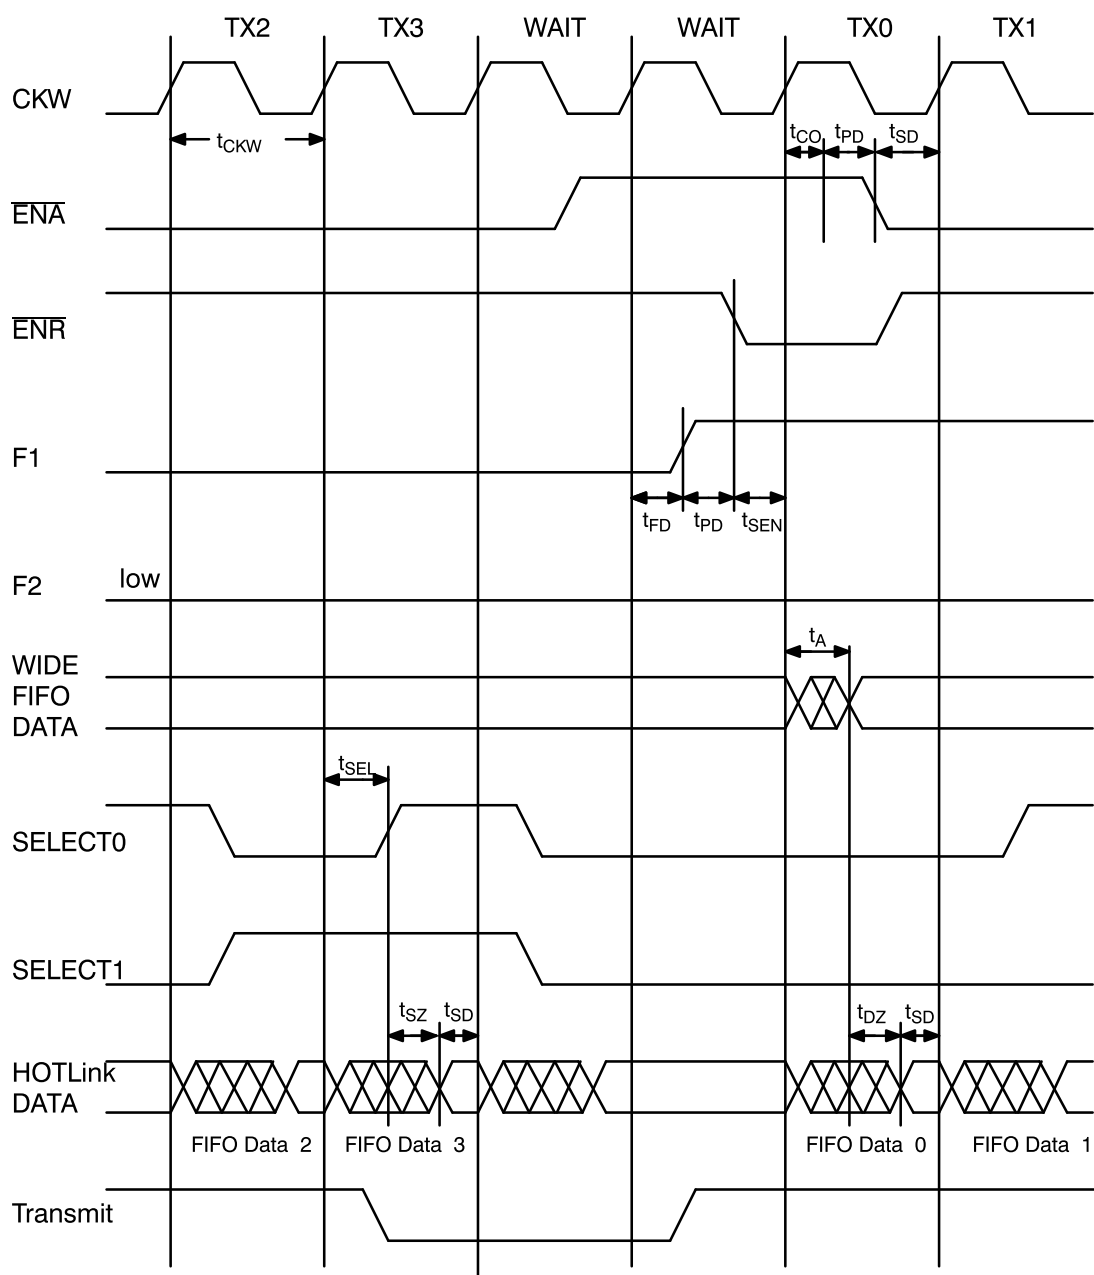 TX2 TX3 WAIT WAIT TX0 TX1
CKW
tCKW
tCO tPD tSD
ENA
ENR
F1
tFD tPD tSEN
F2 low
tA
WIDE
FIFO
DATA
tSEL
SELECT0
SELECT1
tSZ tSD tDZ tSD
HOTLink
DATA
FIFO Data 2 FIFO Data 3 FIFO Data 0 FIFO Data 1
Transmit